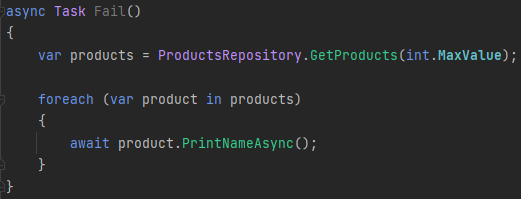 async Task Fail()
{
    var products = ProductsRepository.GetProducts(int.MaxValue);
    foreach (var product in products)
    {
        await product.PrintNameAsync();
    }
}